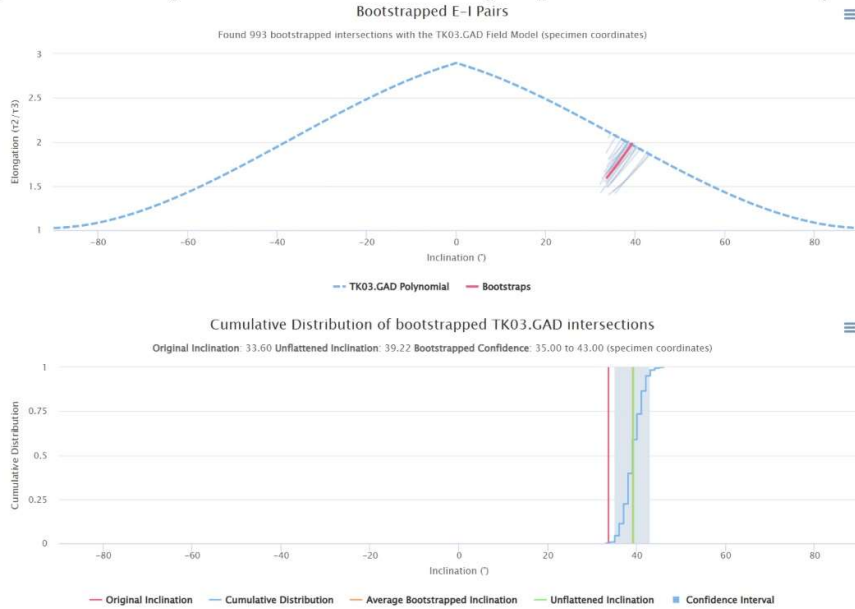 Bootstrapped E-I Pairs
Found 993 bootstrapped intersections with the TK03.GAD Field Model (specimen coordinates)
3
2.5
2
1.5
1
Elongation (τ2/τ3)
-80
-60
-40
-20
0
20
40
60
80
Inclination (°)
TK03.GAD Polynomial
Bootstraps
Cumulative Distribution of bootstrapped TK03.GAD intersections
Original Inclination: 33.60 Unflattened Inclination: 39.22 Bootstrapped Confidence: 35.00 to 43.00 (specimen coordinates)
1
0.75
0.5
0.25
0
Cumulative Distribution
-80
-60
-40
-20
0
20
40
60
80
Inclination (°)
Original Inclination
Cumulative Distribution
Average Bootstrapped Inclination
Unflattened Inclination
Confidence Interval